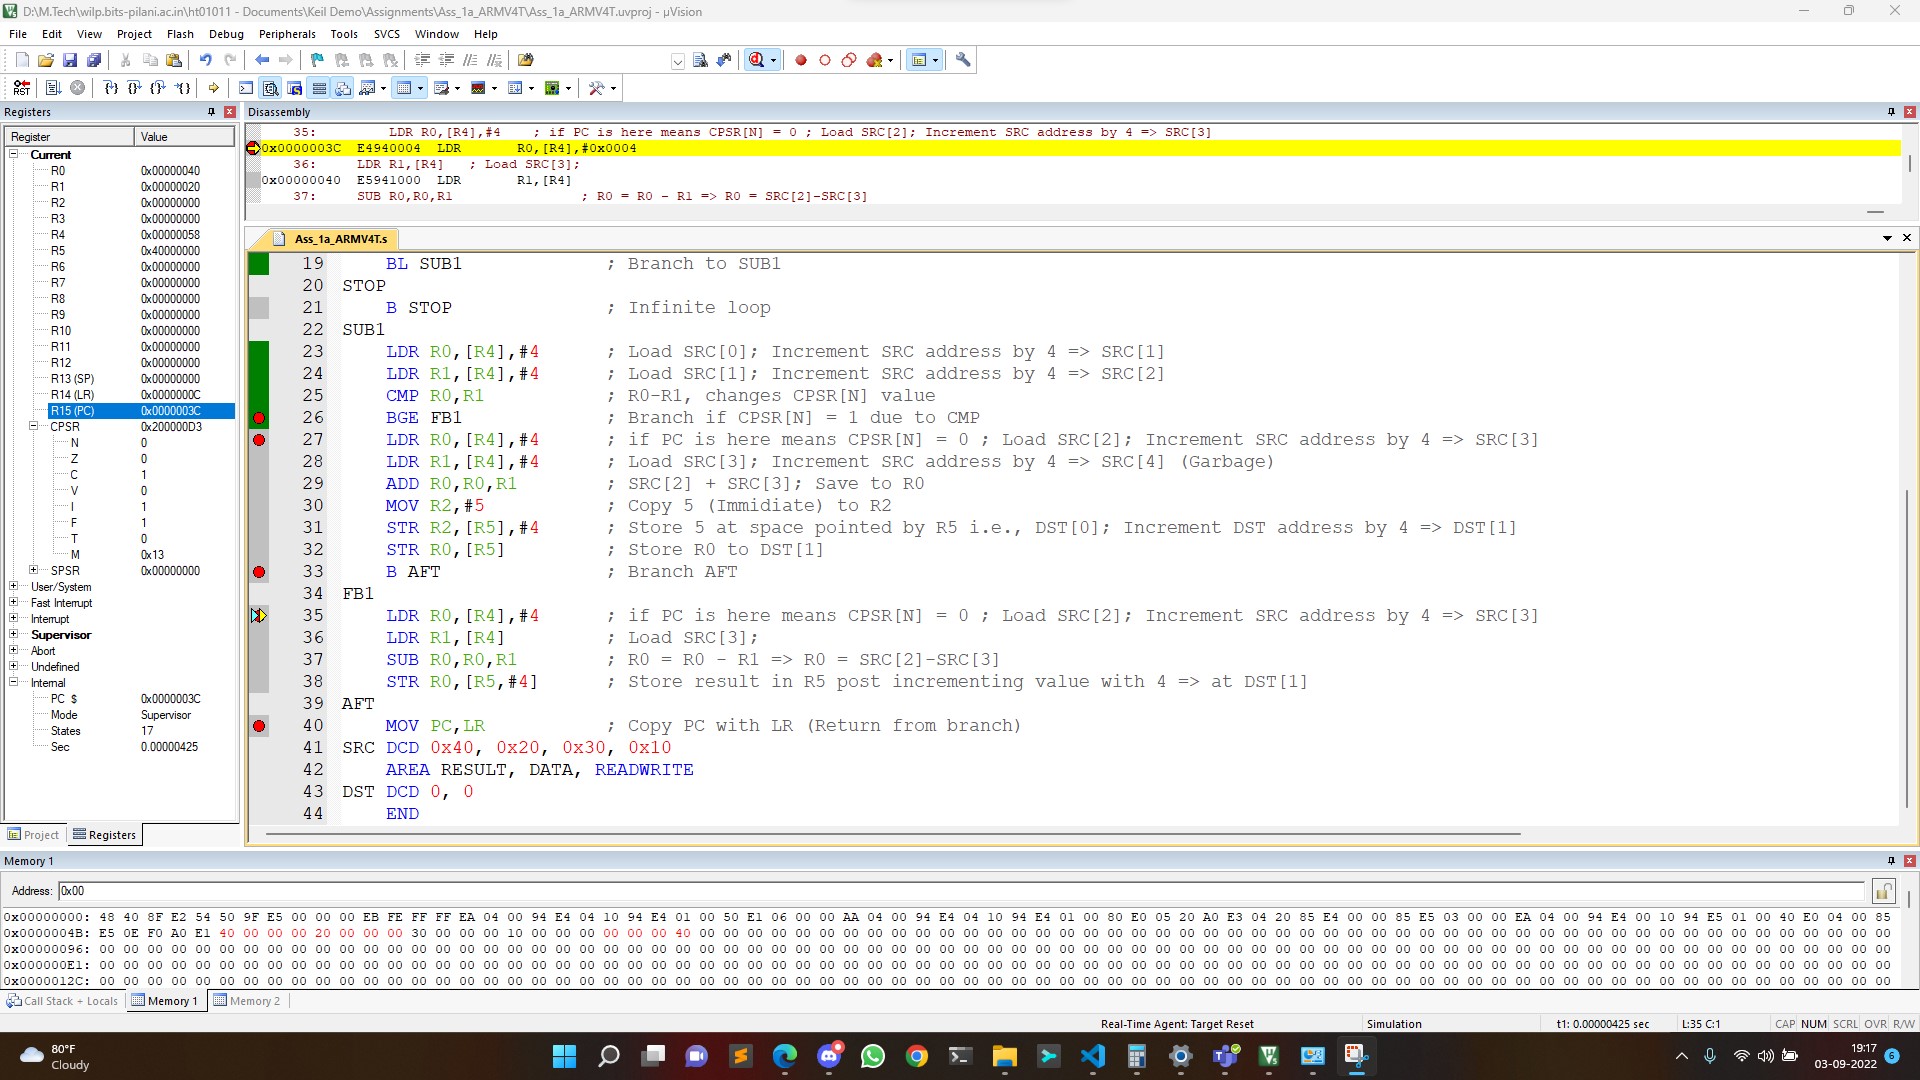 D:\M.Tech\wilp.bits-pilani.ac.in\ht01011 - Documents\Keil Demo\Assignments\Ass_1a_ARMV4T\Ass_1a_ARMV4T.uvproj - µVision
File Edit View Project Flash Debug Peripherals Tools SVCS Window Help
Registers
Register Value
Current
R0 0x00000040
R1 0x00000020
R2 0x00000000
R3 0x00000000
R4 0x00000058
R5 0x40000000
R6 0x00000000
R7 0x00000000
R8 0x00000000
R9 0x00000000
R10 0x00000000
R11 0x00000000
R12 0x00000000
R13 (SP) 0x00000000
R14 (LR) 0x0000000C
R15 (PC) 0x0000003C
CPSR 0x200000D3
N 0
Z 0
C 1
V 0
I 1
F 1
T 0
M 0x13
SPSR 0x00000000
User/System
Fast Interrupt
Interrupt
Supervisor
Abort
Undefined
Internal
PC $ 0x0000003C
Mode Supervisor
States 17
Sec 0.00000425
Project Registers
Disassembly
35: LDR R0,[R4],#4 ; if PC is here means CPSR[N] = 0 ; Load SRC[2]; Increment SRC address by 4 => SRC[3]
0x0000003C E4940004 LDR R0,[R4],#0x0004
36: LDR R1,[R4] ; Load SRC[3];
0x00000040 E5941000 LDR R1,[R4]
37: SUB R0,R0,R1 ; R0 = R0 - R1 => R0 = SRC[2]-SRC[3]
Ass_1a_ARMV4T.s
19 BL SUB1 ; Branch to SUB1
20 STOP
21 B STOP ; Infinite loop
22 SUB1
23 LDR R0,[R4],#4 ; Load SRC[0]; Increment SRC address by 4 => SRC[1]
24 LDR R1,[R4],#4 ; Load SRC[1]; Increment SRC address by 4 => SRC[2]
25 CMP R0,R1 ; R0-R1, changes CPSR[N] value
26 BGE FB1 ; Branch if CPSR[N] = 1 due to CMP
27 LDR R0,[R4],#4 ; if PC is here means CPSR[N] = 0 ; Load SRC[2]; Increment SRC address by 4 => SRC[3]
28 LDR R1,[R4],#4 ; Load SRC[3]; Increment SRC address by 4 => SRC[4] (Garbage)
29 ADD R0,R0,R1 ; SRC[2] + SRC[3]; Save to R0
30 MOV R2,#5 ; Copy 5 (Immidiate) to R2
31 STR R2,[R5],#4 ; Store 5 at space pointed by R5 i.e., DST[0]; Increment DST address by 4 => DST[1]
32 STR R0,[R5] ; Store R0 to DST[1]
33 B AFT ; Branch AFT
34 FB1
35 LDR R0,[R4],#4 ; if PC is here means CPSR[N] = 0 ; Load SRC[2]; Increment SRC address by 4 => SRC[3]
36 LDR R1,[R4] ; Load SRC[3];
37 SUB R0,R0,R1 ; R0 = R0 - R1 => R0 = SRC[2]-SRC[3]
38 STR R0,[R5,#4] ; Store result in R5 post incrementing value with 4 => at DST[1]
39 AFT
40 MOV PC,LR ; Copy PC with LR (Return from branch)
41 SRC DCD 0x40, 0x20, 0x30, 0x10
42 AREA RESULT, DATA, READWRITE
43 DST DCD 0, 0
44 END
Memory 1
Address: 0x00
0x00000000: 48 40 8F E2 54 50 9F E5 00 00 00 EB FE FF FF EA 04 00 94 E4 04 10 94 E4 01 00 50 E1 06 00 00 AA 04 00 94 E4 04 10 94 E4 01 00 80 E0 05 20 A0 E3 04 20 85 E4 00 00 85 E5 03 00 00 EA 04 00 94 E4 00 10 94 E5 01 00 40 E0 04 00 85
0x0000004B: E5 0E F0 A0 E1 40 00 00 00 20 00 00 00 30 00 00 00 10 00 00 00 00 00 00 40 00 00 00 00 00 00 00 00 00 00 00 00 00 00 00 00 00 00 00 00 00 00 00 00 00 00 00 00 00 00 00 00 00 00 00 00 00 00 00 00 00 00 00 00 00 00 00 00 00 00
0x00000096: 00 00 00 00 00 00 00 00 00 00 00 00 00 00 00 00 00 00 00 00 00 00 00 00 00 00 00 00 00 00 00 00 00 00 00 00 00 00 00 00 00 00 00 00 00 00 00 00 00 00 00 00 00 00 00 00 00 00 00 00 00 00 00 00 00 00 00 00 00 00 00 00 00 00 00
0x000000E1: 00 00 00 00 00 00 00 00 00 00 00 00 00 00 00 00 00 00 00 00 00 00 00 00 00 00 00 00 00 00 00 00 00 00 00 00 00 00 00 00 00 00 00 00 00 00 00 00 00 00 00 00 00 00 00 00 00 00 00 00 00 00 00 00 00 00 00 00 00 00 00 00 00 00 00
0x0000012C: 00 00 00 00 00 00 00 00 00 00 00 00 00 00 00 00 00 00 00 00 00 00 00 00 00 00 00 00 00 00 00 00 00 00 00 00 00 00 00 00 00 00 00 00 00 00 00 00 00 00 00 00 00 00 00 00 00 00 00 00 00 00 00 00 00 00 00 00 00 00 00 00 00 00 00
Call Stack + Locals Memory 1 Memory 2
Real-Time Agent: Target Reset Simulation t1: 0.00000425 sec L:35 C:1 CAP NUM SCRL OVR R/W
80°F
Cloudy
19:17
03-09-2022
6